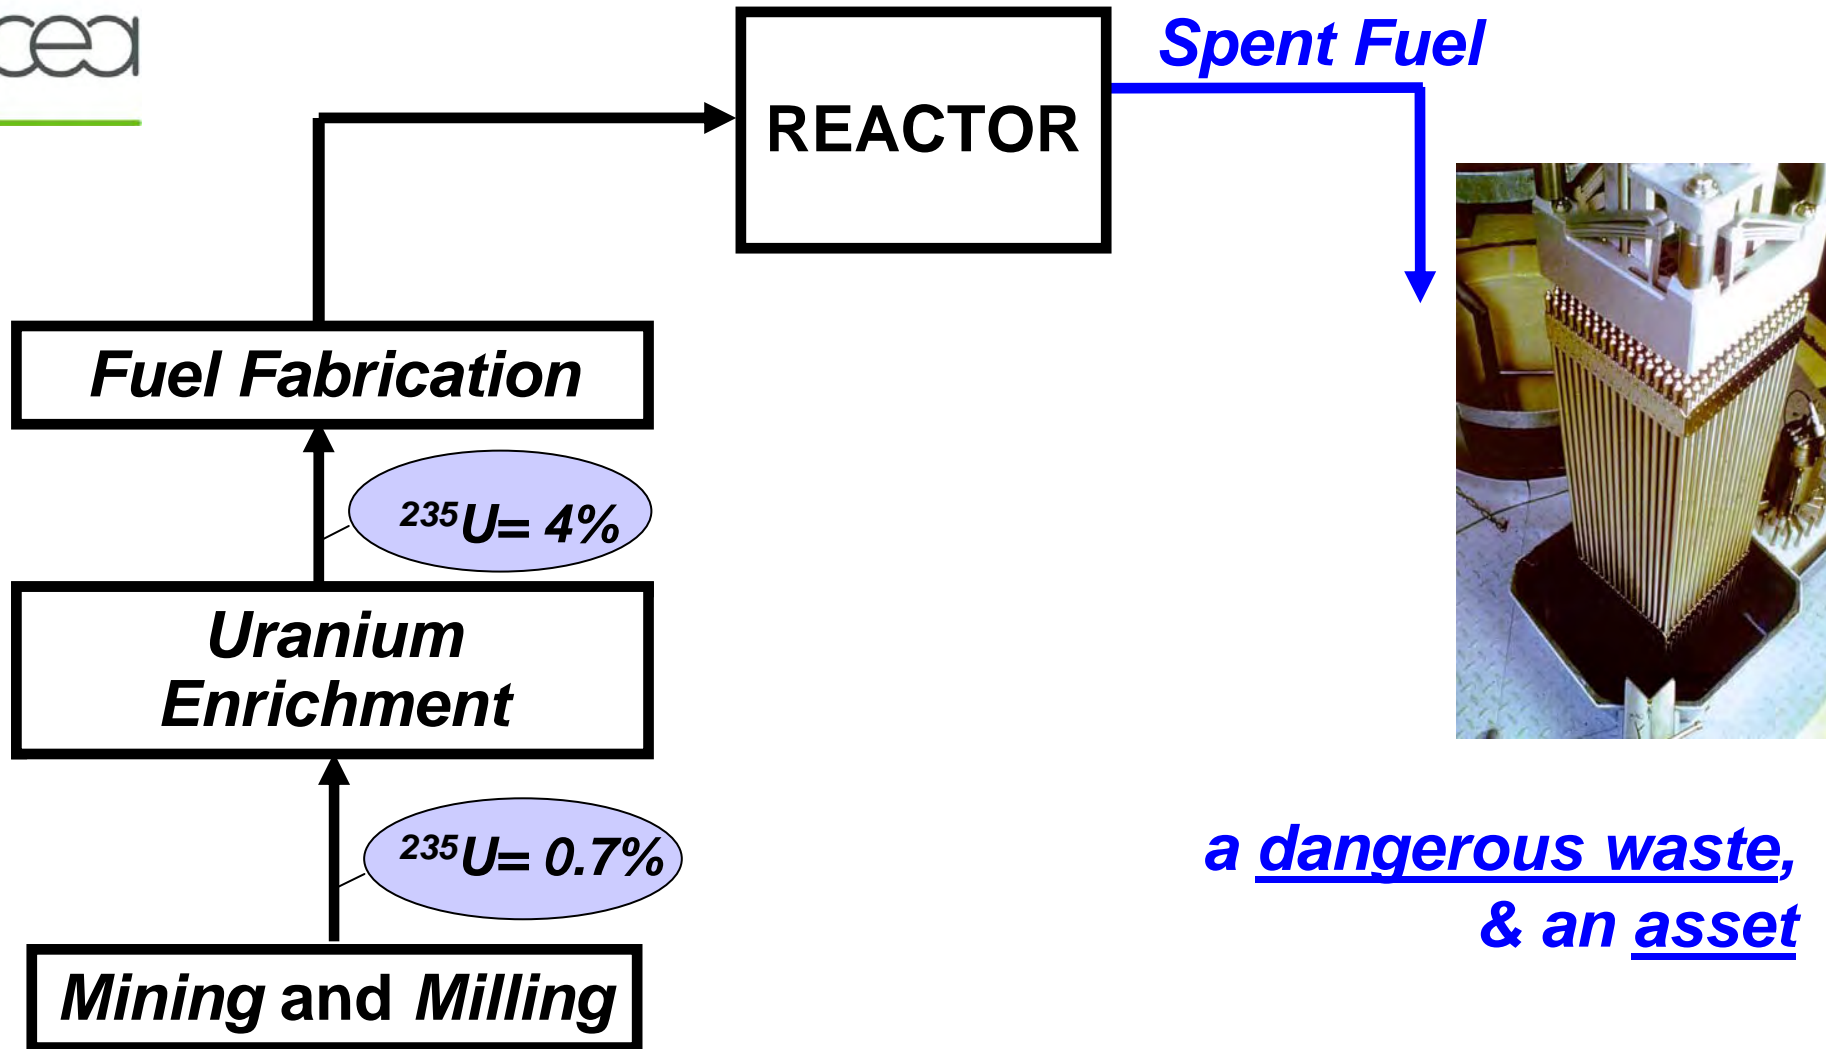 cea
Spent Fuel
REACTOR
Fuel Fabrication
²³⁵U= 4%
Uranium
Enrichment
²³⁵U= 0.7%
a dangerous waste,
& an asset
Mining and Milling